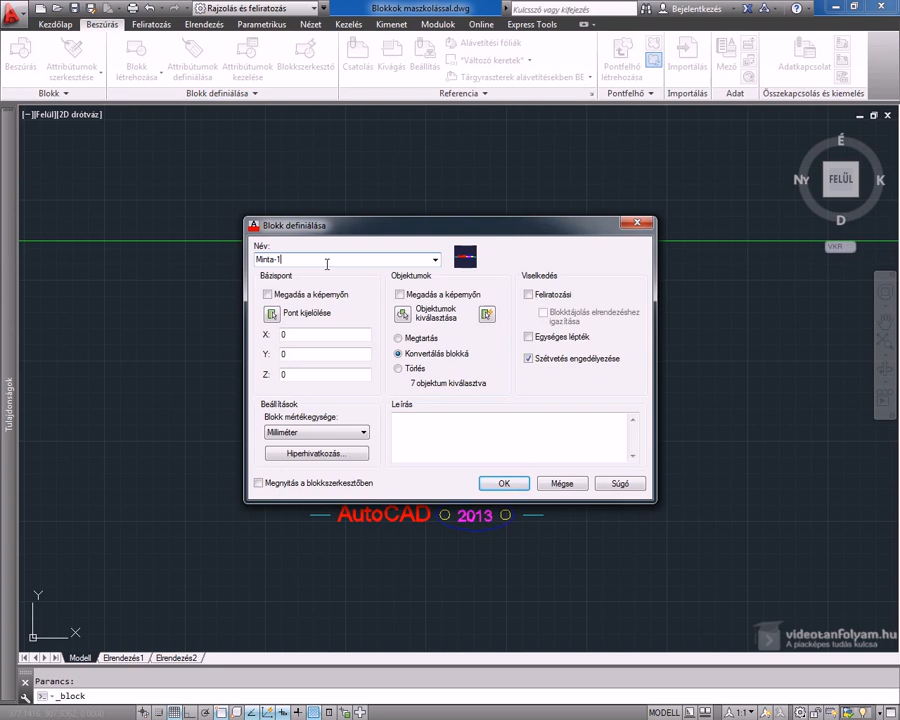 Rajzolás és feliratozás
Blokkok maszkolással.dwg
Kulcsszó vagy kifejezés
Bejelentkezés
Kezdőlap Beszúrás Feliratozás Elrendezés Parametrikus Nézet Kezelés Kimenet Modulok Online Express Tools
Beszúrás
Attribútumok szerkesztése
Blokk létrehozása
Attribútumok definiálása
Attribútumok kezelése
Blokkszerkesztő
Csatolás
Kivágás
Beállítás
Alávetítési fóliák
*Változó keretek*
Tárgyraszterek alávetítésekben BE
Pontfelhő létrehozása
Importálás
Mező
Adatkapcsolat
Blokk
Blokk definiálása
Referencia
Pontfelhő
Importálás
Adat
Összekapcsolás és kiemelés
[−][Felül][2D drótváz]
É
Ny
FELÜL
K
D
VKR
Tulajdonságok
Blokk definiálása
Név:
Minta-1
Bázispont
Megadás a képernyőn
Pont kijelölése
X: 0
Y: 0
Z: 0
Objektumok
Megadás a képernyőn
Objektumok kiválasztása
Megtartás
Konvertálás blokká
Törlés
7 objektum kiválasztva
Viselkedés
Feliratozási
Blokktájolás elrendezéshez igazítása
Egységes lépték
Szétvetés engedélyezése
Beállítások
Blokk mértékegysége:
Milliméter
Hiperhivatkozás...
Leírás
Megnyitás a blokkszerkesztőben
OK
Mégse
Súgó
AutoCAD 2013
Y
X
videotanfolyam.hu
A piacképes tudás kulcsa
Modell Elrendezés1 Elrendezés2
Parancs:
_block
MODELL
1:1